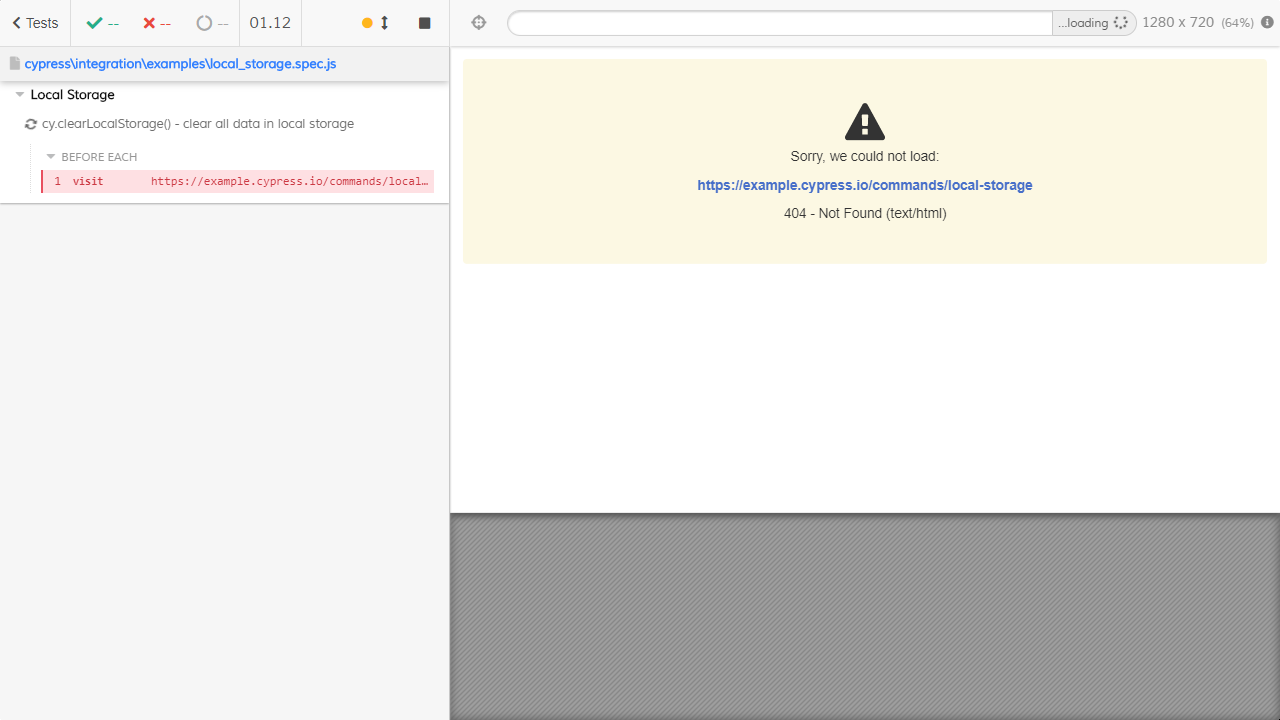 Tests -- -- -- 01.12
...loading 1280 x 720 (64%)
cypress\integration\examples\local_storage.spec.js
Local Storage
cy.clearLocalStorage() - clear all data in local storage
BEFORE EACH
1 visit https://example.cypress.io/commands/local…
Sorry, we could not load:
https://example.cypress.io/commands/local-storage
404 - Not Found (text/html)